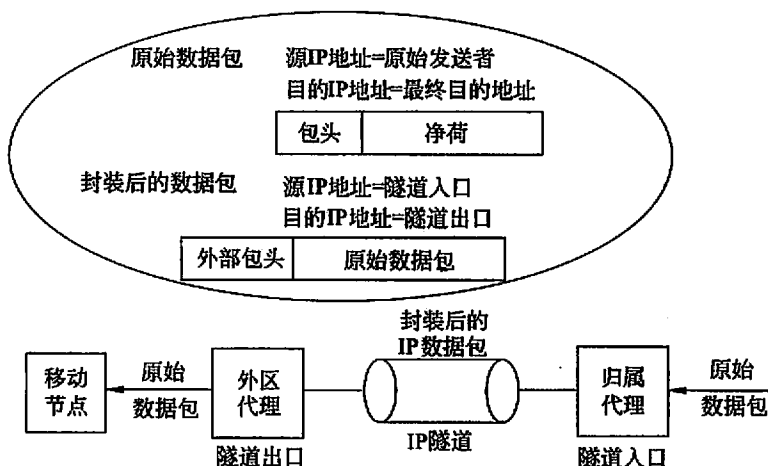 原始数据包 源IP地址=原始发送者
目的IP地址=最终目的地址
包头 净荷
封装后的数据包 源IP地址=隧道入口
目的IP地址=隧道出口
外部包头 原始数据包
封装后的
IP数据包
移动
节点
原始
数据包
外区
代理
归属
代理
原始
数据包
隧道出口
IP隧道
隧道入口